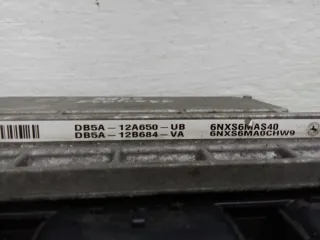 DB5A - 12A650 - UB 6NXS6MAS40
DB5A - 12B684 - VA 6NXS6MA0CHW9